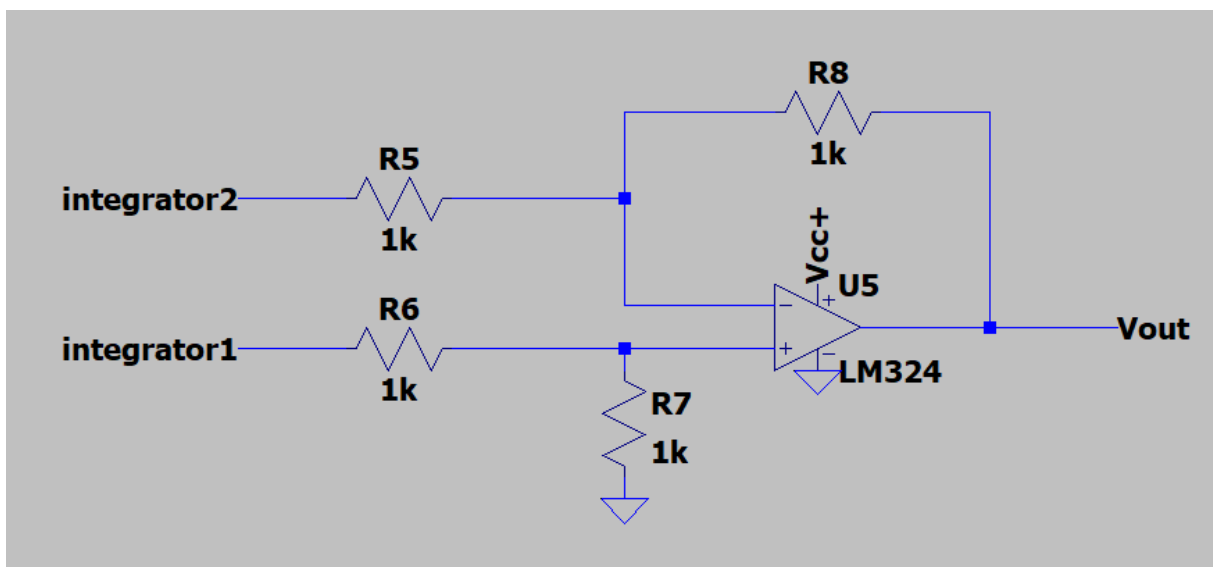 R8
1k
R5
integrator2
1k
Vcc+
U5
R6
integrator1
1k
Vout
LM324
R7
1k